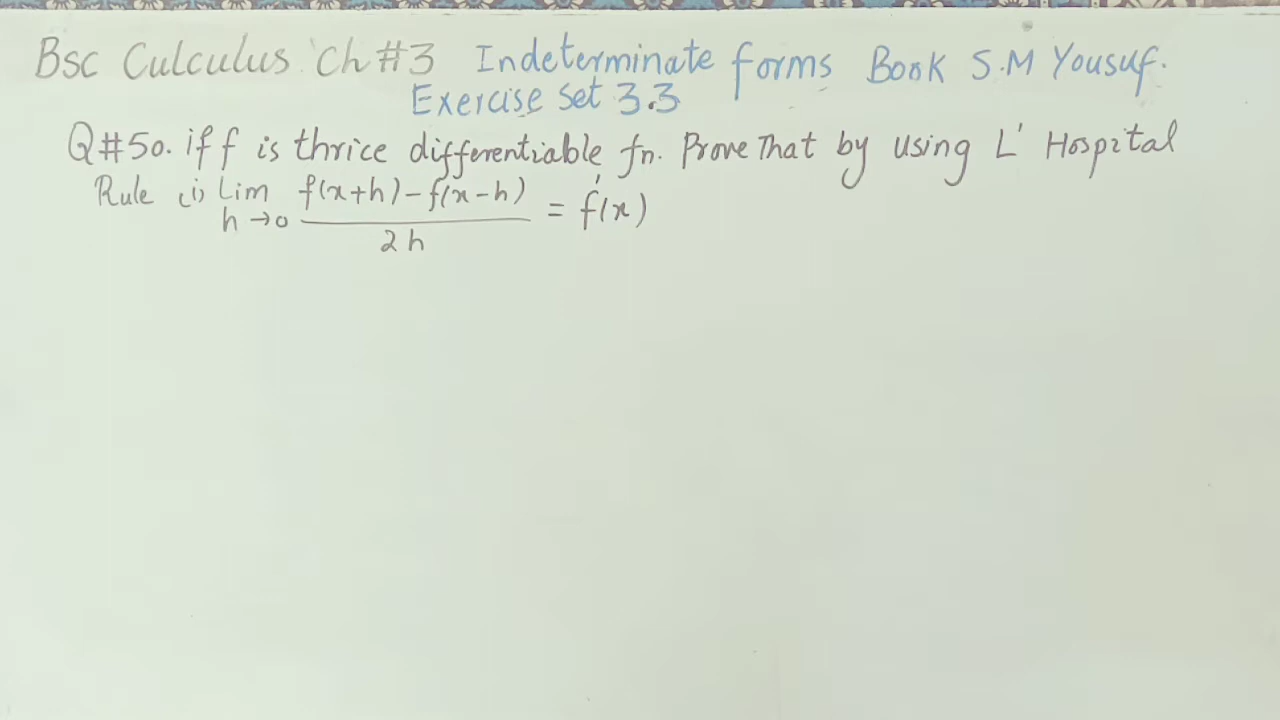 Bsc Culculus Ch #3 Indeterminate forms Book S.M Yousuf.
Exercise Set 3.3
Q#50. if f is thrice differentiable fn. Prove That by using L' Hospital
Rule (i) Lim h→0 f(x+h)-f(x-h) / 2h = f'(x)